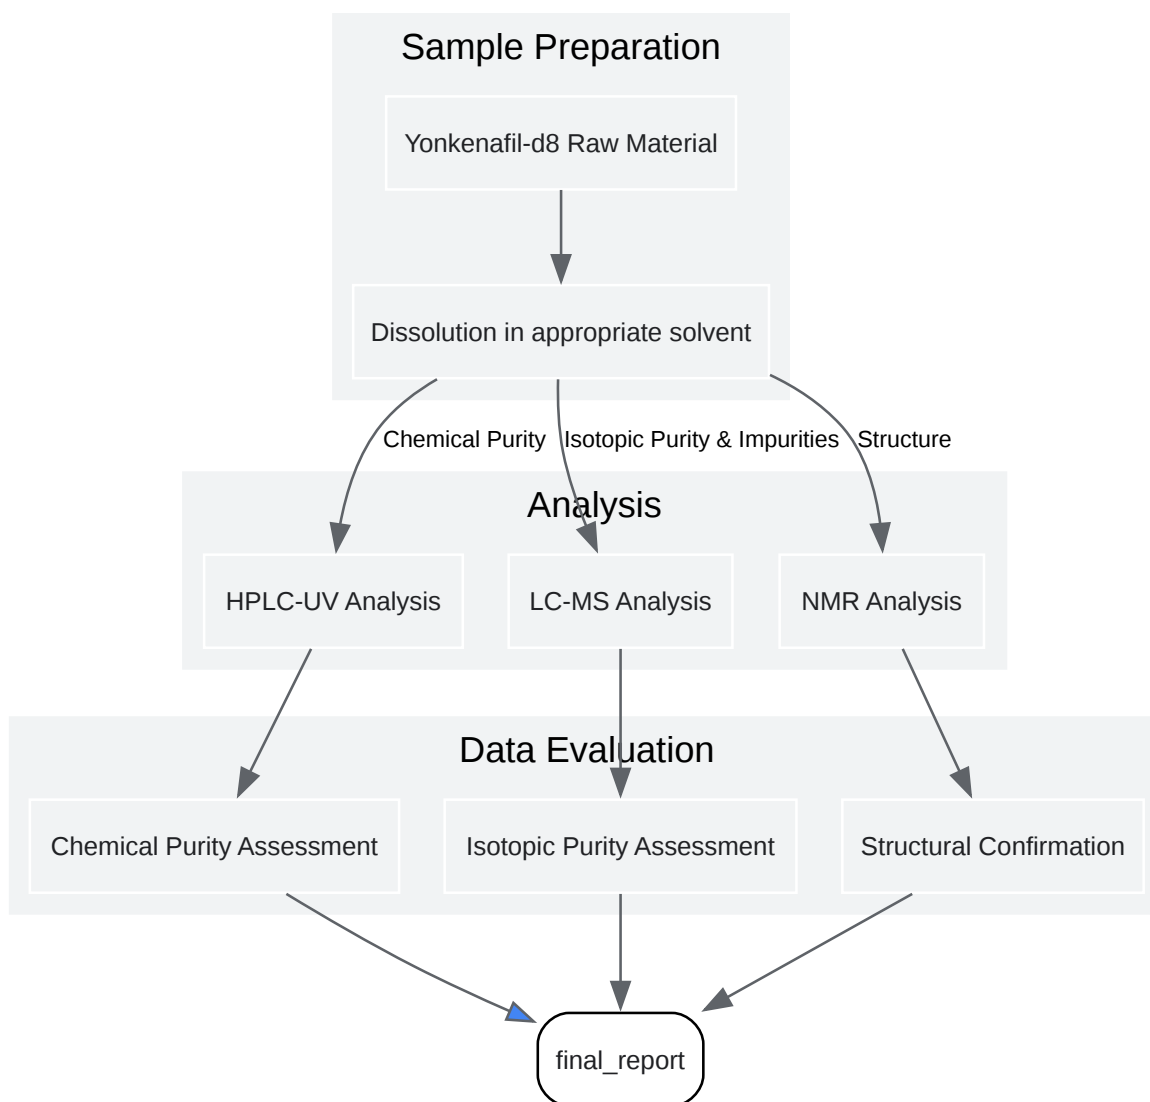 Sample Preparation
Yonkenafil-d8 Raw Material
Dissolution in appropriate solvent
Chemical Purity
Isotopic Purity & Impurities
Structure
Analysis
HPLC-UV Analysis
LC-MS Analysis
NMR Analysis
Data Evaluation
Chemical Purity Assessment
Isotopic Purity Assessment
Structural Confirmation
final_report